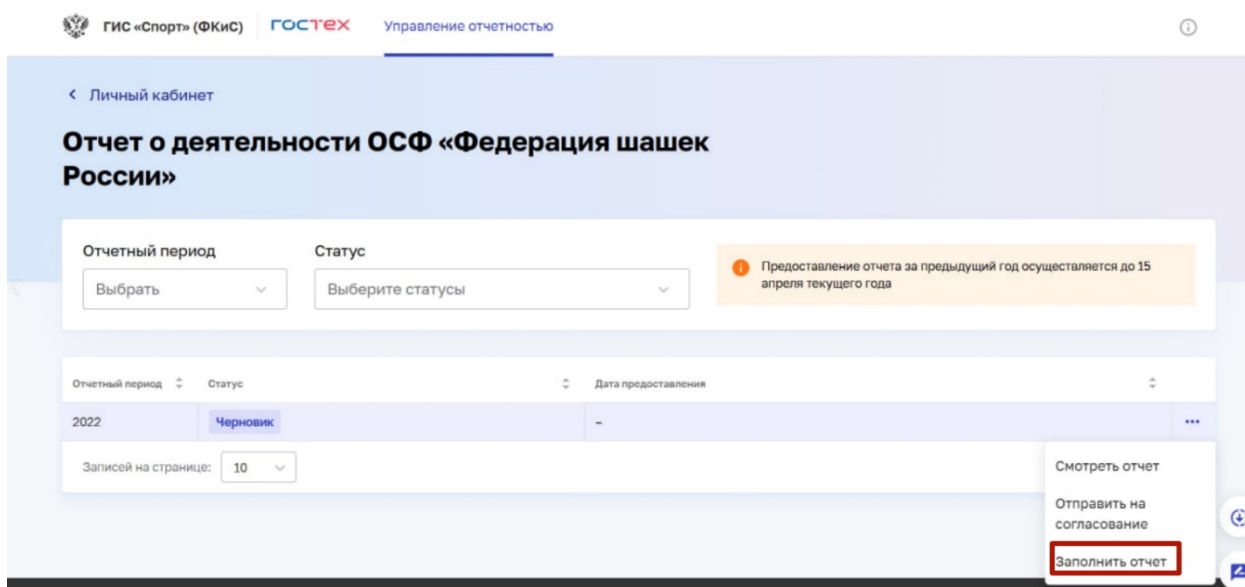 ГИС «Спорт» (ФКиС) ГОСТЕХ Управление отчетностью
Личный кабинет
Отчет о деятельности ОСФ «Федерация шашек
России»
Отчетный период Статус
Выбрать Выберите статусы
Предоставление отчета за предыдущий год осуществляется до 15
апреля текущего года
Отчетный период Статус Дата предоставления
2022 Черновик –
Записей на странице: 10
Смотреть отчет
Отправить на
согласование
Заполнить отчет